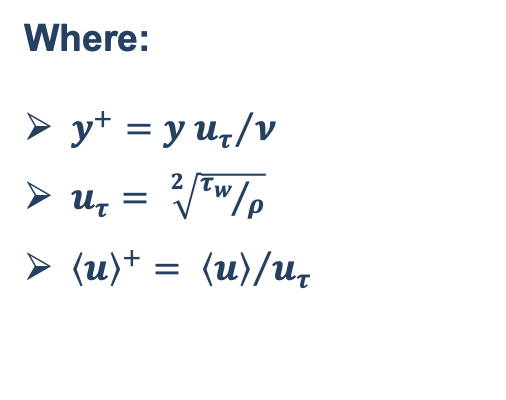 Where:
➢ y⁺ = y u_τ/ν
➢ u_τ = ²√(τ_w/ρ)
➢ ⟨u⟩⁺ = ⟨u⟩/u_τ